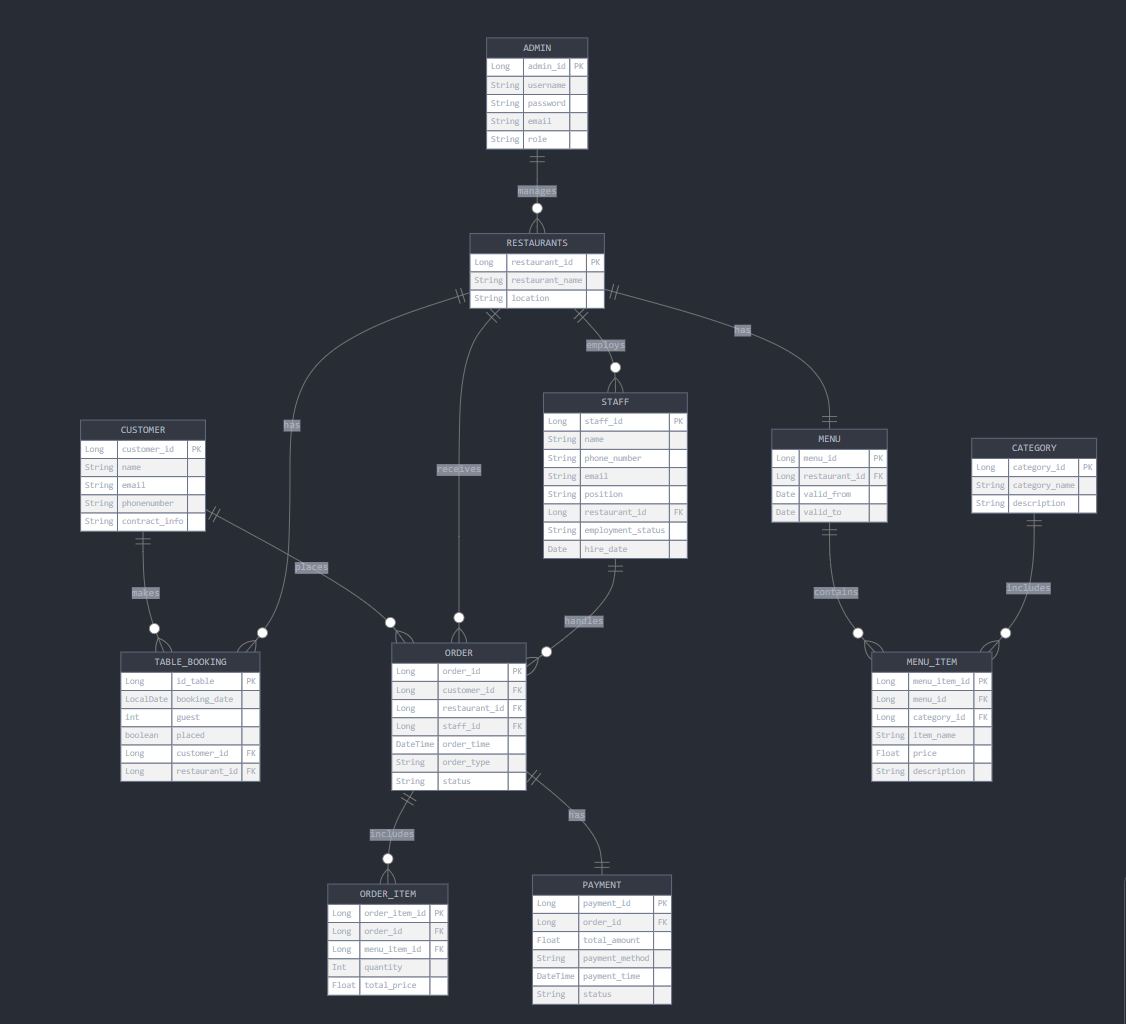 ADMIN
Long admin_id PK
String username
String password
String email
String role
manages
RESTAURANTS
Long restaurant_id PK
String restaurant_name
String location
has
employs
has
receives
STAFF
Long staff_id PK
String name
String phone_number
String email
String position
Long restaurant_id FK
String employment_status
Date hire_date
CUSTOMER
Long customer_id PK
String name
String email
String phonenumber
String contract_info
MENU
Long menu_id PK
Long restaurant_id FK
Date valid_from
Date valid_to
CATEGORY
Long category_id PK
String category_name
String description
places
makes
handles
contains
includes
TABLE_BOOKING
Long id_table PK
LocalDate booking_date
int guest
boolean placed
Long customer_id FK
Long restaurant_id FK
ORDER
Long order_id PK
Long customer_id FK
Long restaurant_id FK
Long staff_id FK
DateTime order_time
String order_type
String status
MENU_ITEM
Long menu_item_id PK
Long menu_id FK
Long category_id FK
String item_name
Float price
String description
includes
has
ORDER_ITEM
Long order_item_id PK
Long order_id FK
Long menu_item_id FK
Int quantity
Float total_price
PAYMENT
Long payment_id PK
Long order_id FK
Float total_amount
String payment_method
DateTime payment_time
String status